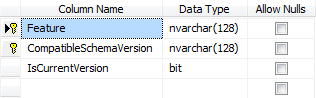 Column Name Data Type Allow Nulls
Feature nvarchar(128)
CompatibleSchemaVersion nvarchar(128)
IsCurrentVersion bit